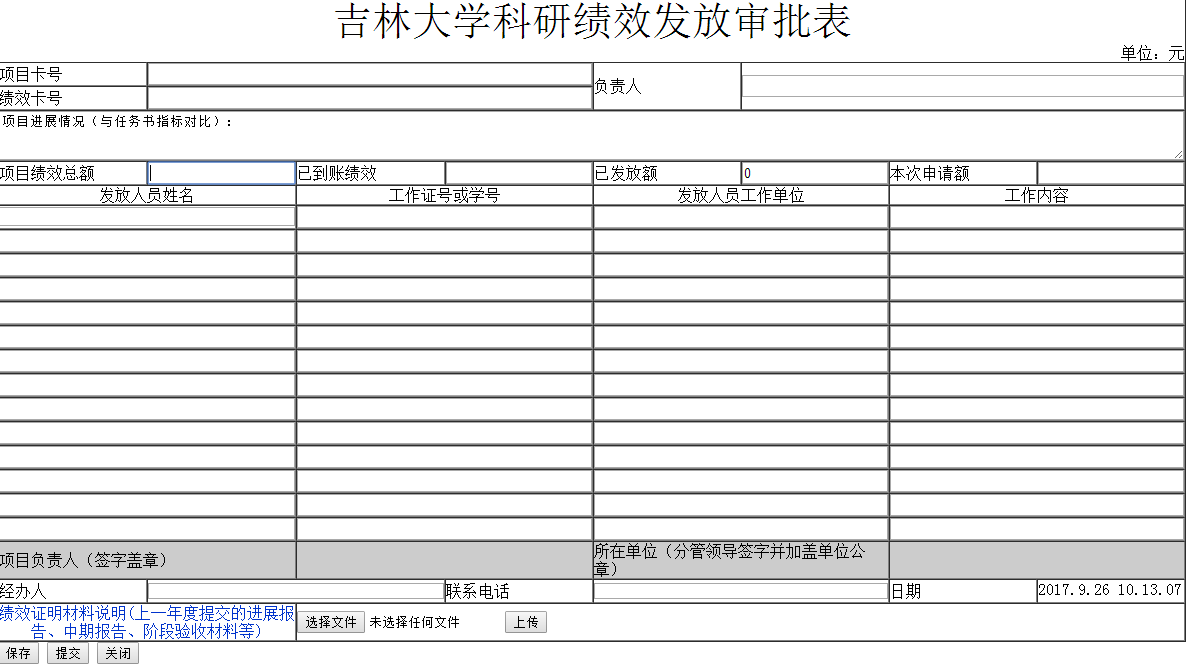 吉林大学科研绩效发放审批表
单位：元
项目卡号
负责人
绩效卡号
项目进展情况（与任务书指标对比）：
项目绩效总额 已到账绩效 已发放额 0 本次申请额
发放人员姓名 工作证号或学号 发放人员工作单位 工作内容
项目负责人（签字盖章） 所在单位（分管领导签字并加盖单位公
章）
经办人 联系电话 日期 2017.9.26 10.13.07
绩效证明材料说明(上一年度提交的进展报
告、中期报告、阶段验收材料等)
选择文件 未选择任何文件 上传
保存 提交 关闭